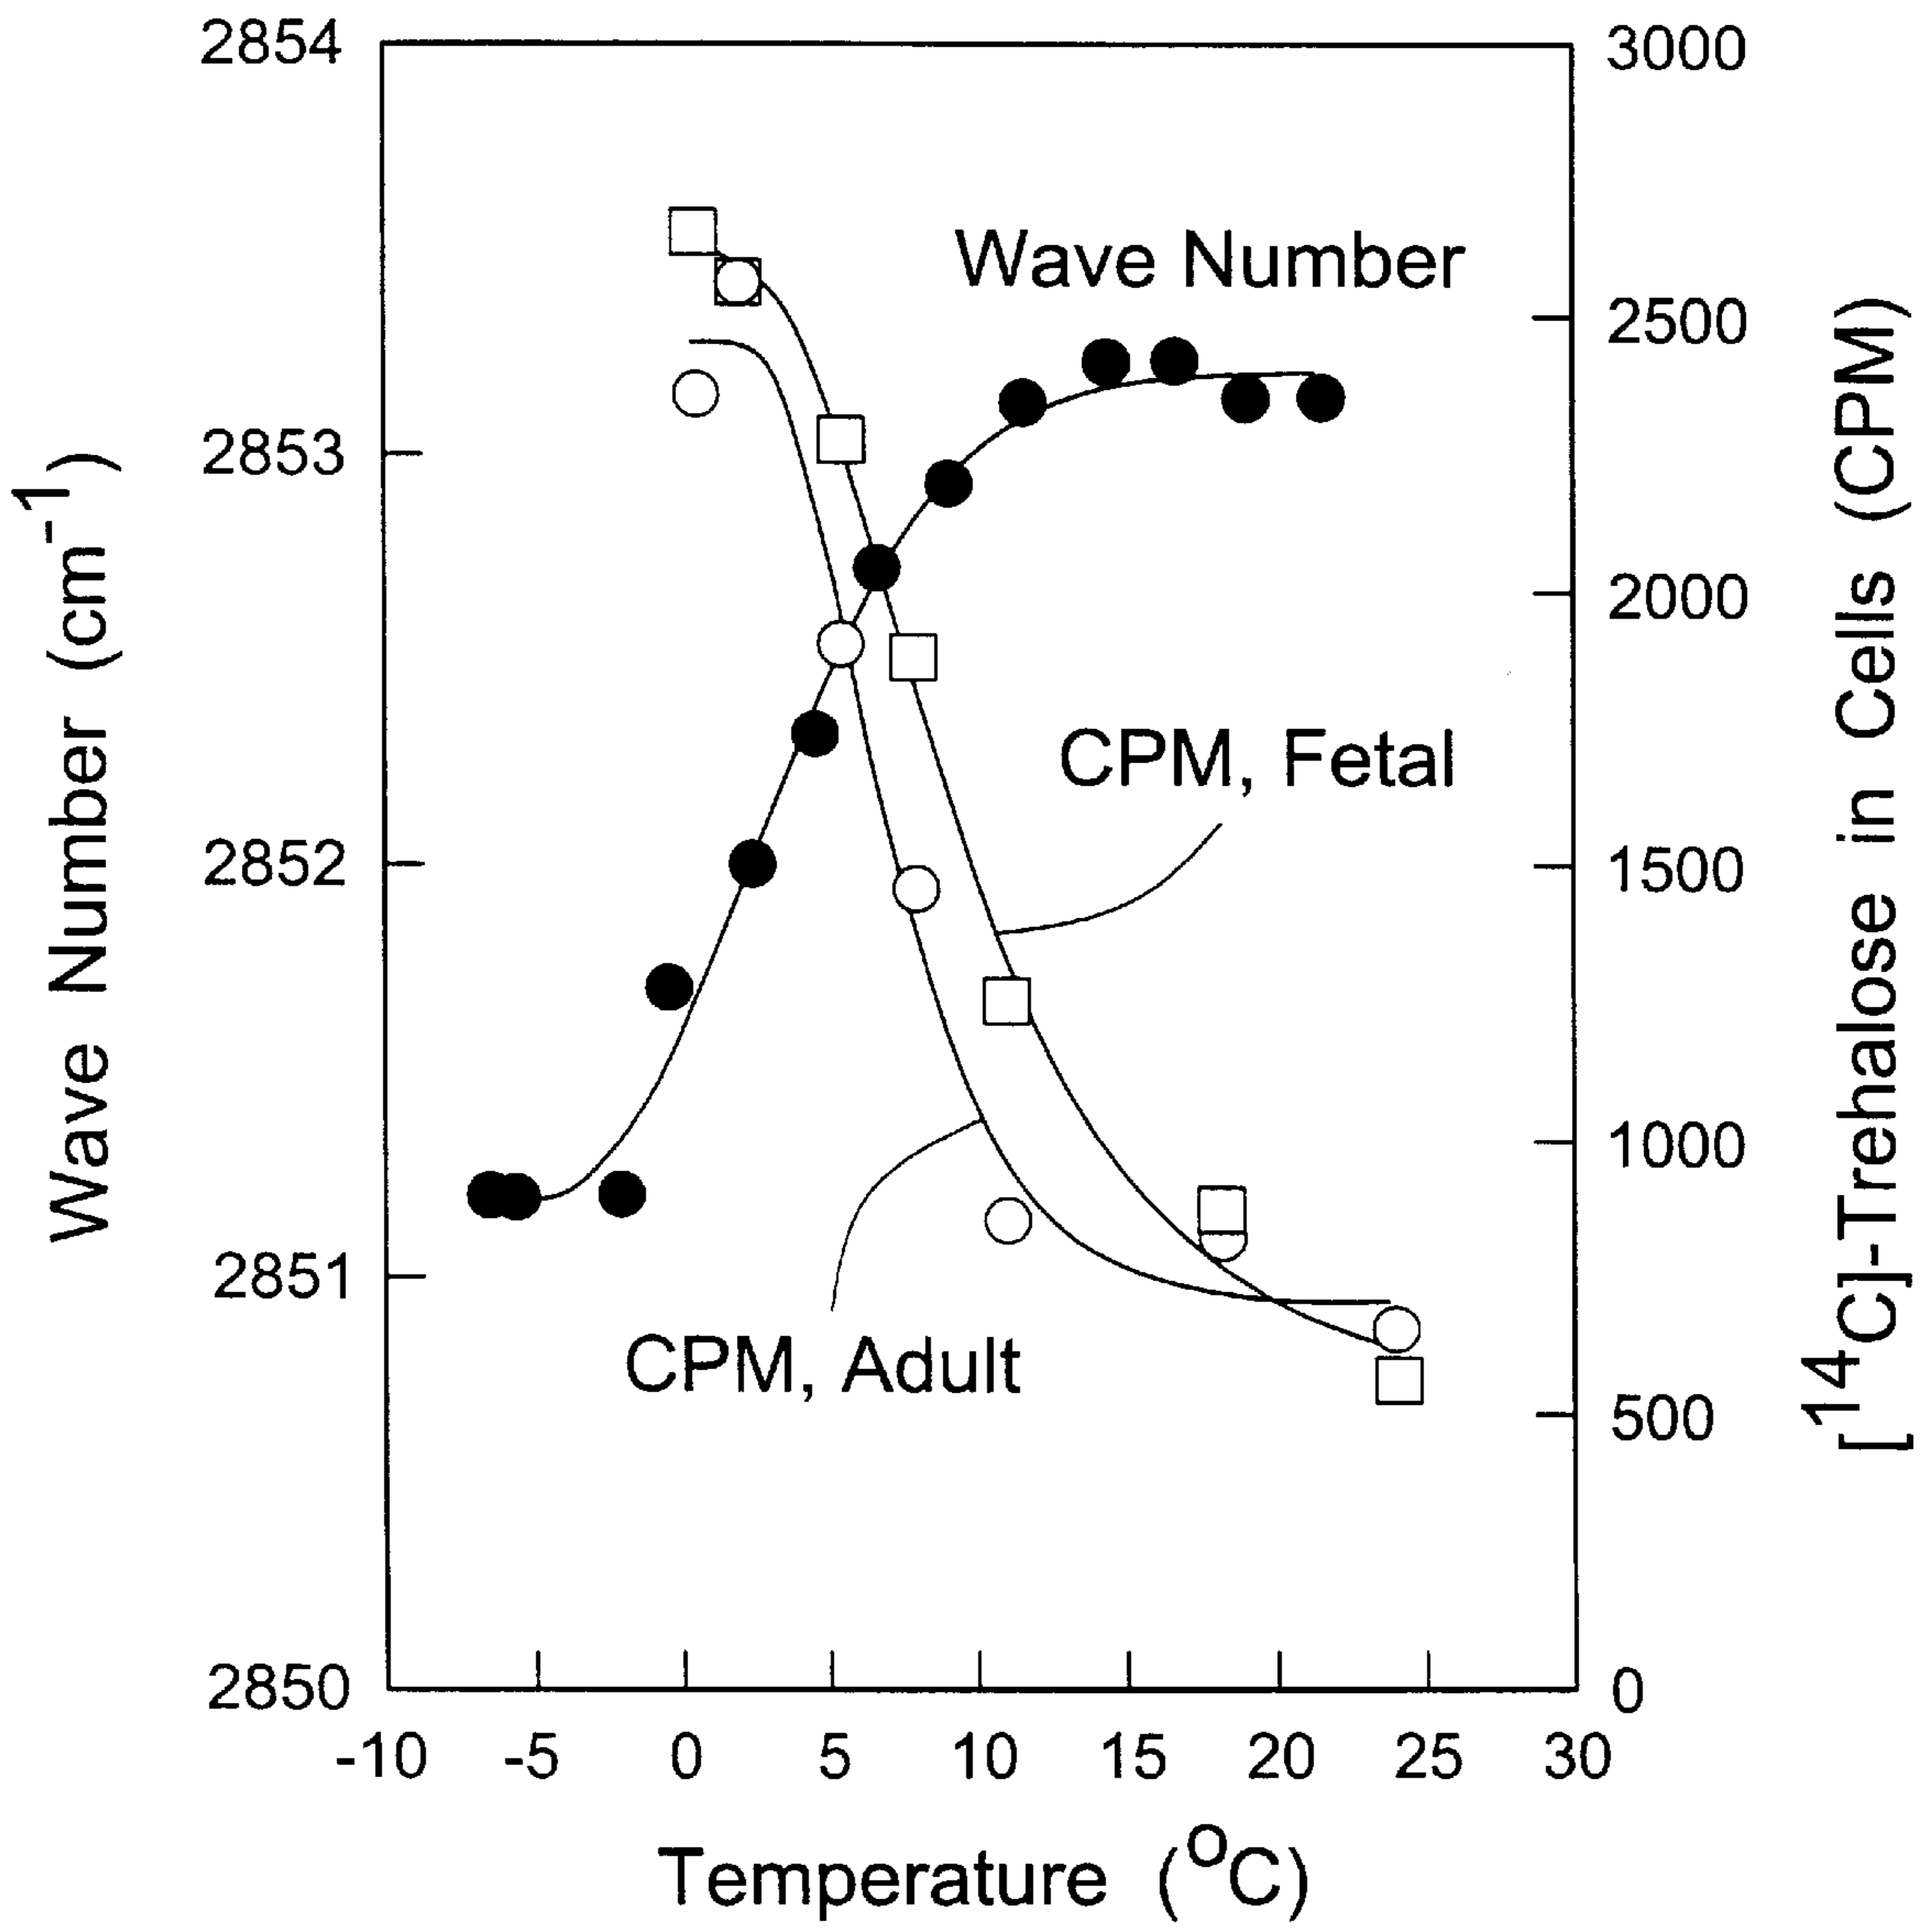 2854
3000
Wave Number
2500
2853
2000
CPM, Fetal
2852
1500
1000
2851
CPM, Adult
500
2850
0
-10 -5 0 5 10 15 20 25 30
Temperature (°C)
Wave Number (cm⁻¹)
[¹⁴C]-Trehalose in Cells (CPM)